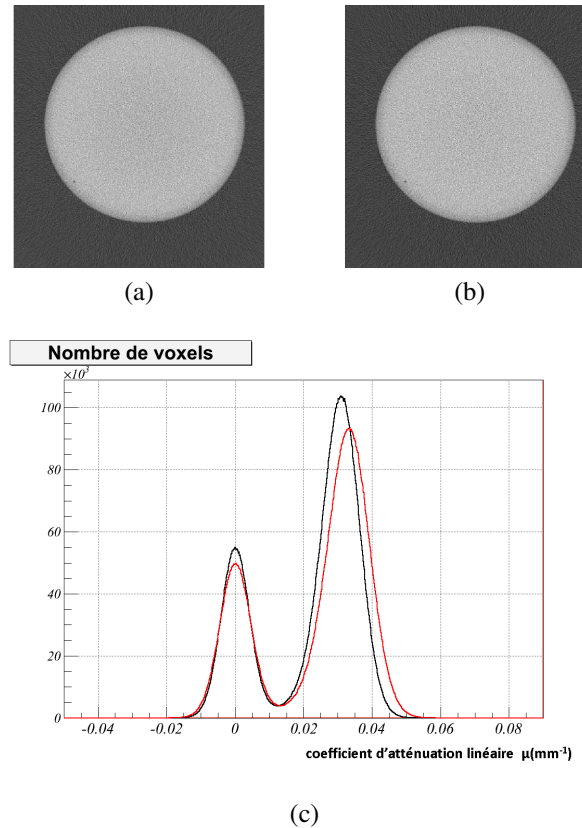 (a) (b)
Nombre de voxels
×10³
100
80
60
40
20
0
-0.04 -0.02 0 0.02 0.04 0.06 0.08
coefficient d'atténuation linéaire μ(mm⁻¹)
(c)